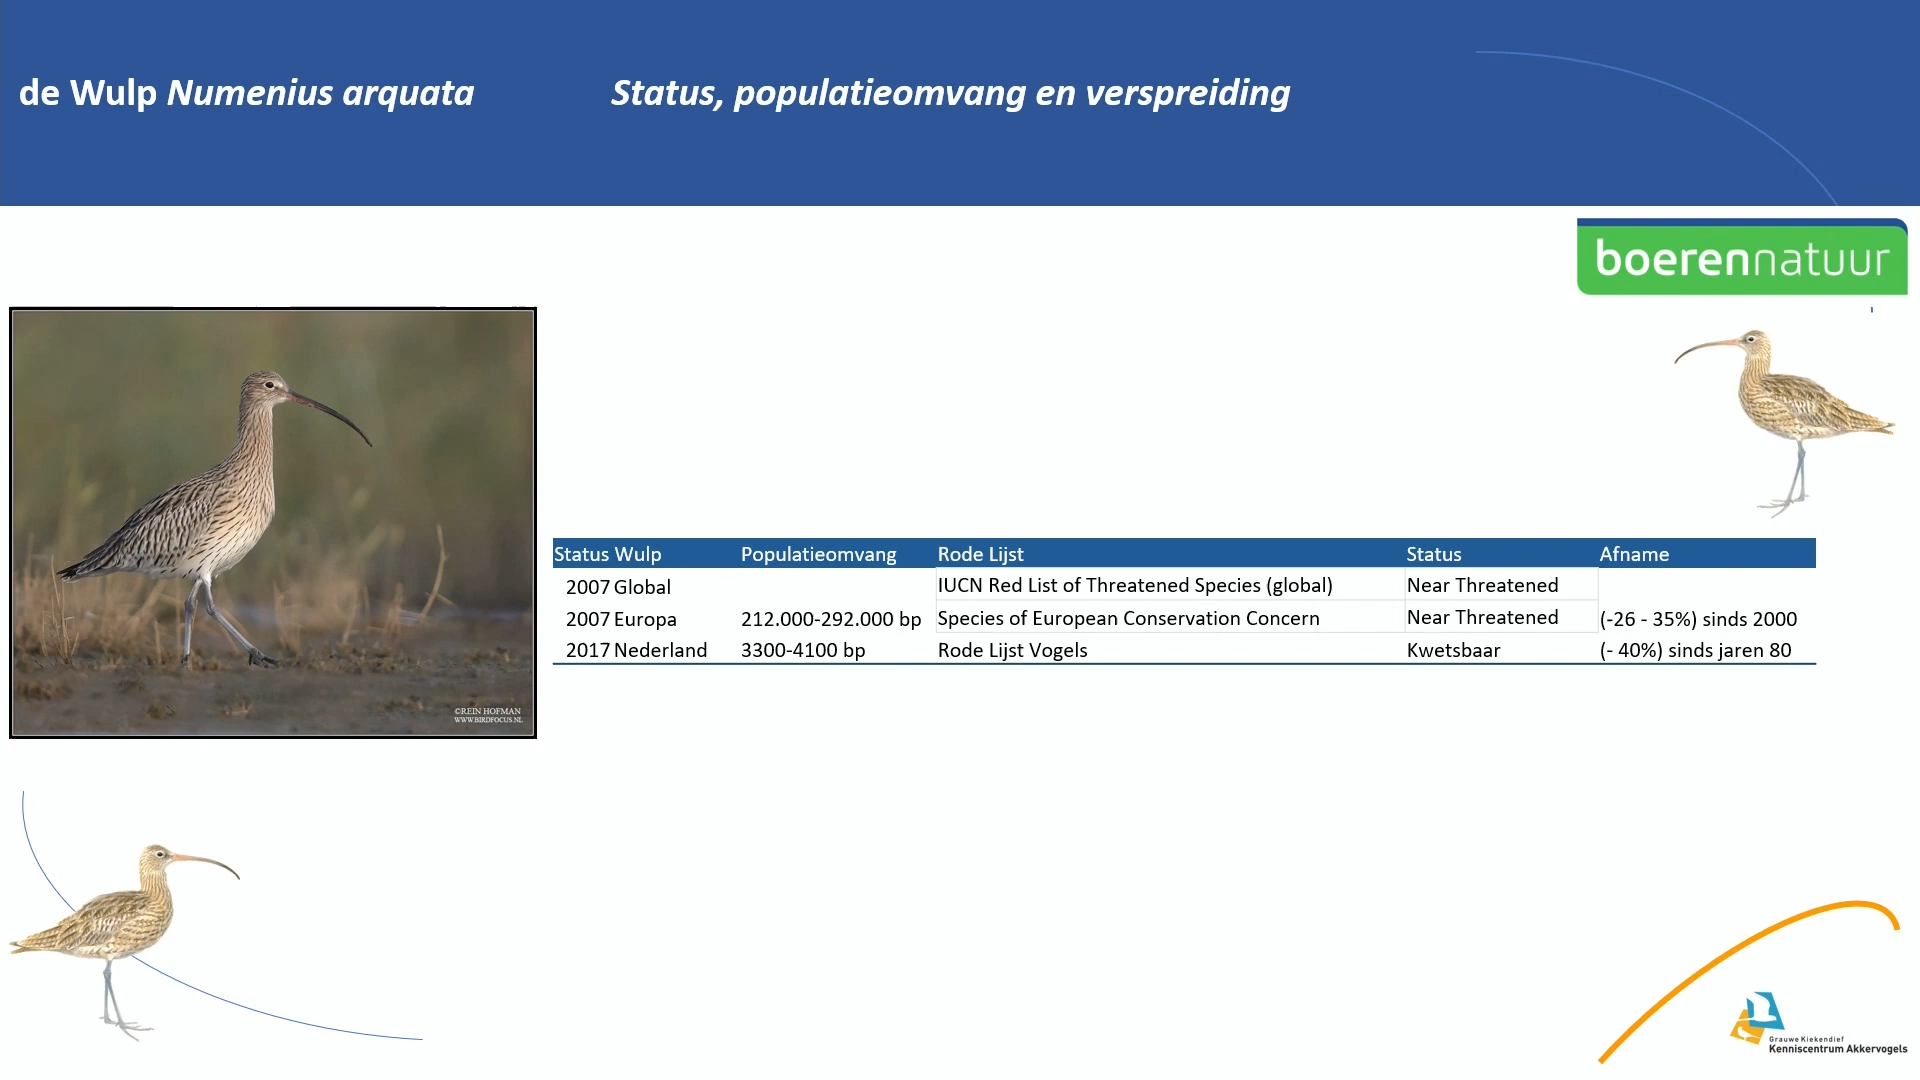 de Wulp Numenius arquata Status, populatieomvang en verspreiding
boerennatuur
Status Wulp Populatieomvang Rode Lijst Status Afname
2007 Global IUCN Red List of Threatened Species (global) Near Threatened
2007 Europa 212.000-292.000 bp Species of European Conservation Concern Near Threatened (-26 - 35%) sinds 2000
2017 Nederland 3300-4100 bp Rode Lijst Vogels Kwetsbaar (- 40%) sinds jaren 80
©REIN HOFMAN
WWW.BIRDFOCUS.NL
Grauwe Kiekendief
Kenniscentrum Akkervogels